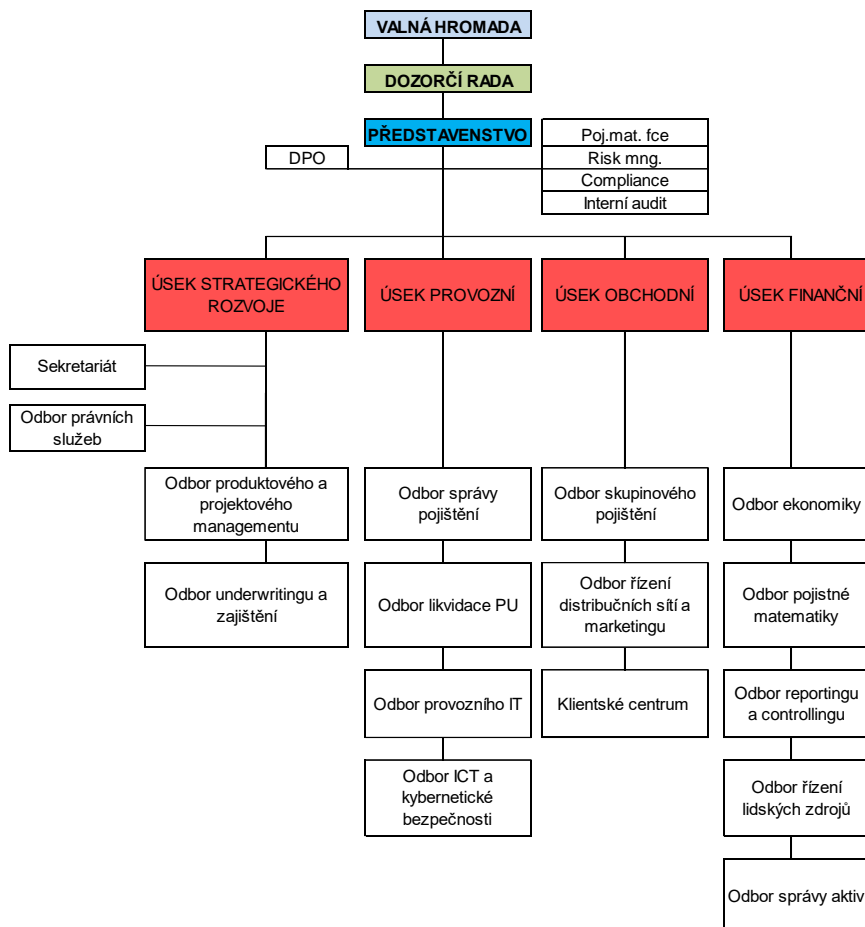 VALNÁ HROMADA
DOZORČÍ RADA
PŘEDSTAVENSTVO
Poj.mat. fce
DPO
Risk mng.
Compliance
Interní audit
ÚSEK STRATEGICKÉHO
ROZVOJE
ÚSEK PROVOZNÍ
ÚSEK OBCHODNÍ
ÚSEK FINANČNÍ
Sekretariát
Odbor právních
služeb
Odbor produktového a
projektového
managementu
Odbor správy
pojištění
Odbor skupinového
pojištění
Odbor ekonomiky
Odbor underwritingu a
zajištění
Odbor likvidace PU
Odbor řízení
distribučních sítí a
marketingu
Odbor pojistné
matematiky
Odbor provozního IT
Klientské centrum
Odbor reportingu
a controllingu
Odbor ICT a
kybernetické
bezpečnosti
Odbor řízení
lidských zdrojů
Odbor správy aktiv